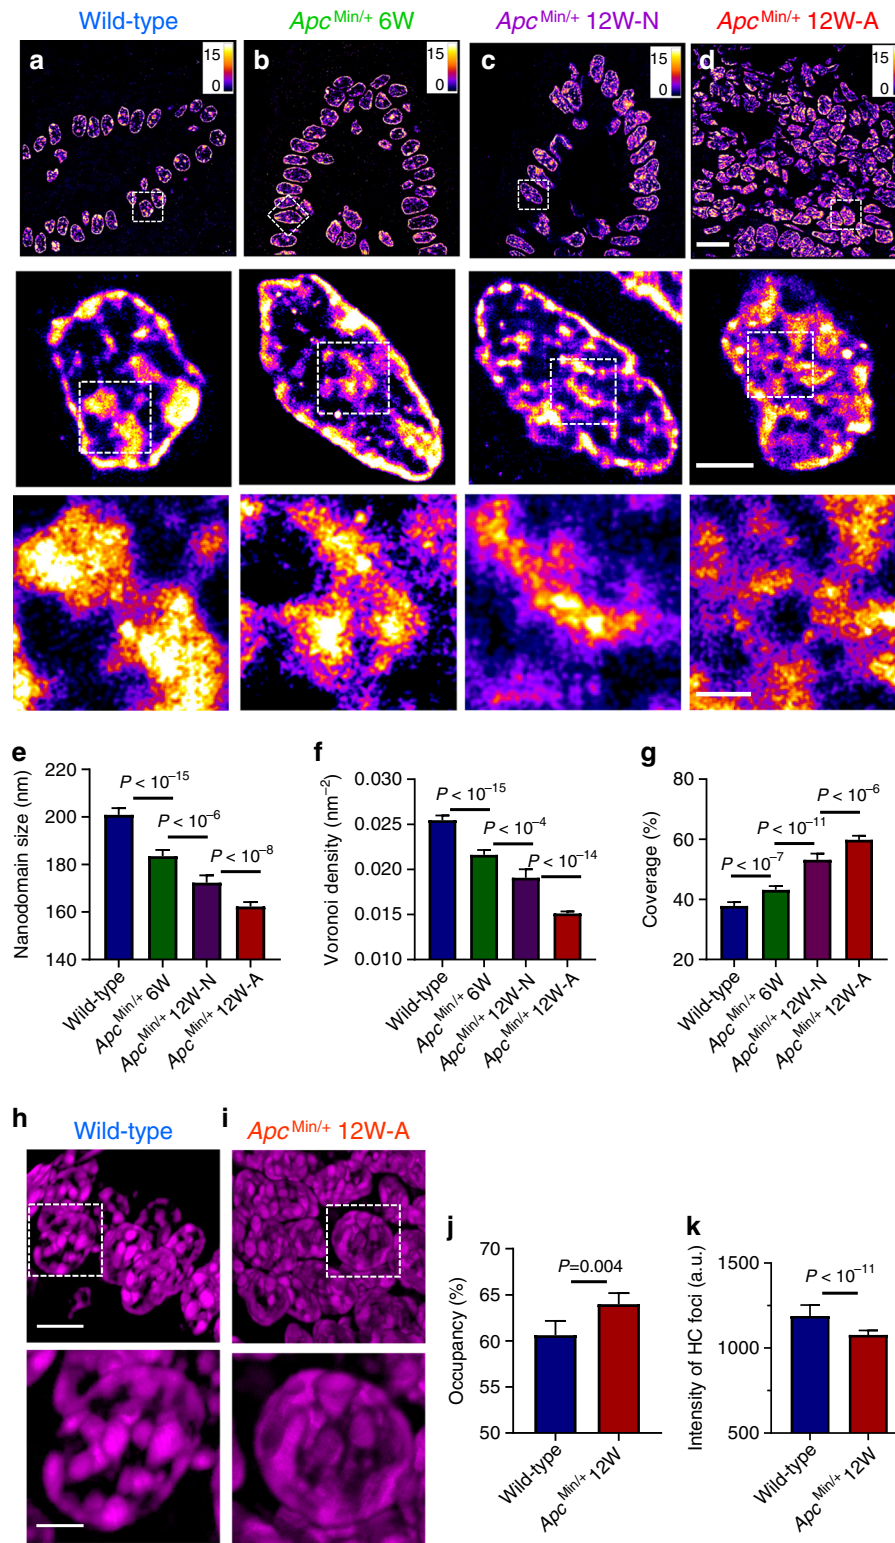 Wild-type
Apc Min/+ 6W
Apc Min/+ 12W-N
Apc Min/+ 12W-A
a
15
0
b
15
0
c
15
0
d
15
0
e
Nanodomain size (nm)
220
200
180
160
140
P < 10⁻¹⁵
P < 10⁻⁶
P < 10⁻⁸
Wild-type
Apc Min/+ 6W
Apc Min/+ 12W-N
Apc Min/+ 12W-A
f
Voronoi density (nm⁻²)
0.030
0.025
0.020
0.015
0.010
P < 10⁻¹⁵
P < 10⁻⁴
P < 10⁻¹⁴
Wild-type
Apc Min/+ 6W
Apc Min/+ 12W-N
Apc Min/+ 12W-A
g
Coverage (%)
80
60
40
20
P < 10⁻⁷
P < 10⁻¹¹
P < 10⁻⁶
Wild-type
Apc Min/+ 6W
Apc Min/+ 12W-N
Apc Min/+ 12W-A
h
Wild-type
i
Apc Min/+ 12W-A
j
Occupancy (%)
70
65
60
55
50
P=0.004
Wild-type
Apc Min/+ 12W
k
Intensity of HC foci (a.u.)
1500
1000
500
P < 10⁻¹¹
Wild-type
Apc Min/+ 12W